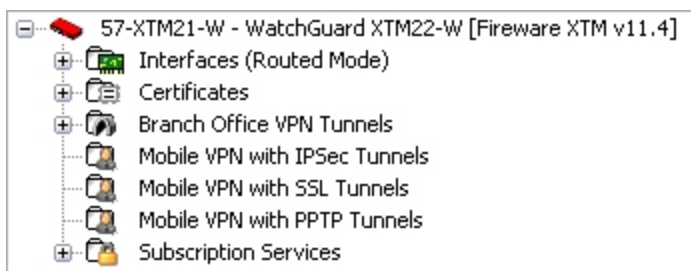 57-XTM21-W - WatchGuard XTM22-W [Fireware XTM v11.4]
Interfaces (Routed Mode)
Certificates
Branch Office VPN Tunnels
Mobile VPN with IPSec Tunnels
Mobile VPN with SSL Tunnels
Mobile VPN with PPTP Tunnels
Subscription Services